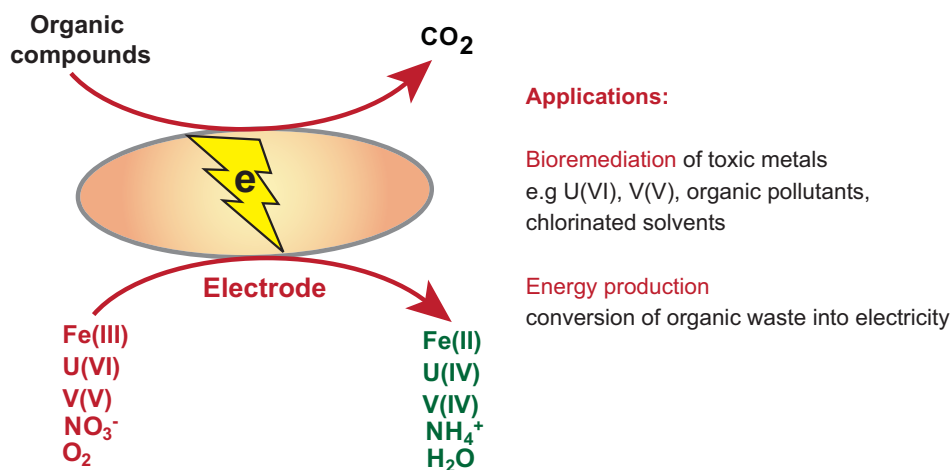 Organic
compounds
CO₂
e
Electrode
Fe(III)
U(VI)
V(V)
NO₃⁻
O₂
Fe(II)
U(IV)
V(IV)
NH₄⁺
H₂O
Applications:
Bioremediation of toxic metals
e.g U(VI), V(V), organic pollutants,
chlorinated solvents
Energy production
conversion of organic waste into electricity